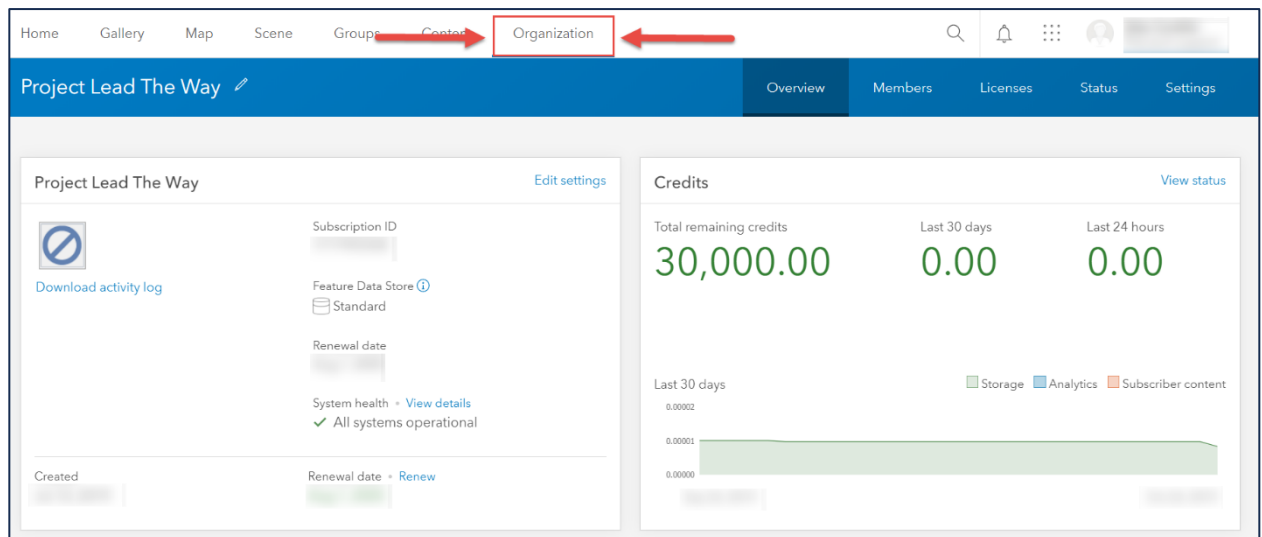 Home Gallery Map Scene Groups Content Organization
Project Lead The Way Overview Members Licenses Status Settings
Project Lead The Way Edit settings
Download activity log
Subscription ID
Feature Data Store
Standard
Renewal date
System health • View details
All systems operational
Created
Renewal date • Renew
Credits View status
Total remaining credits Last 30 days Last 24 hours
30,000.00 0.00 0.00
Last 30 days Storage Analytics Subscriber content
0.00002
0.00001
0.00000